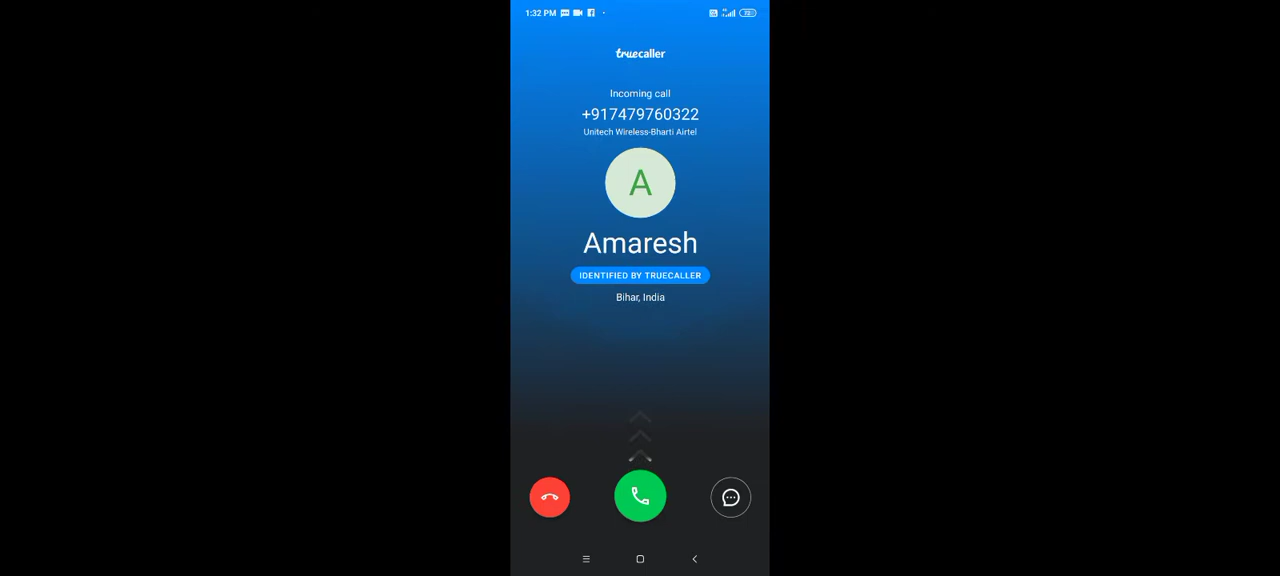 1:32 PM
truecaller
Incoming call
+917479760322
Unitech Wireless-Bharti Airtel
A
Amaresh
IDENTIFIED BY TRUECALLER
Bihar, India